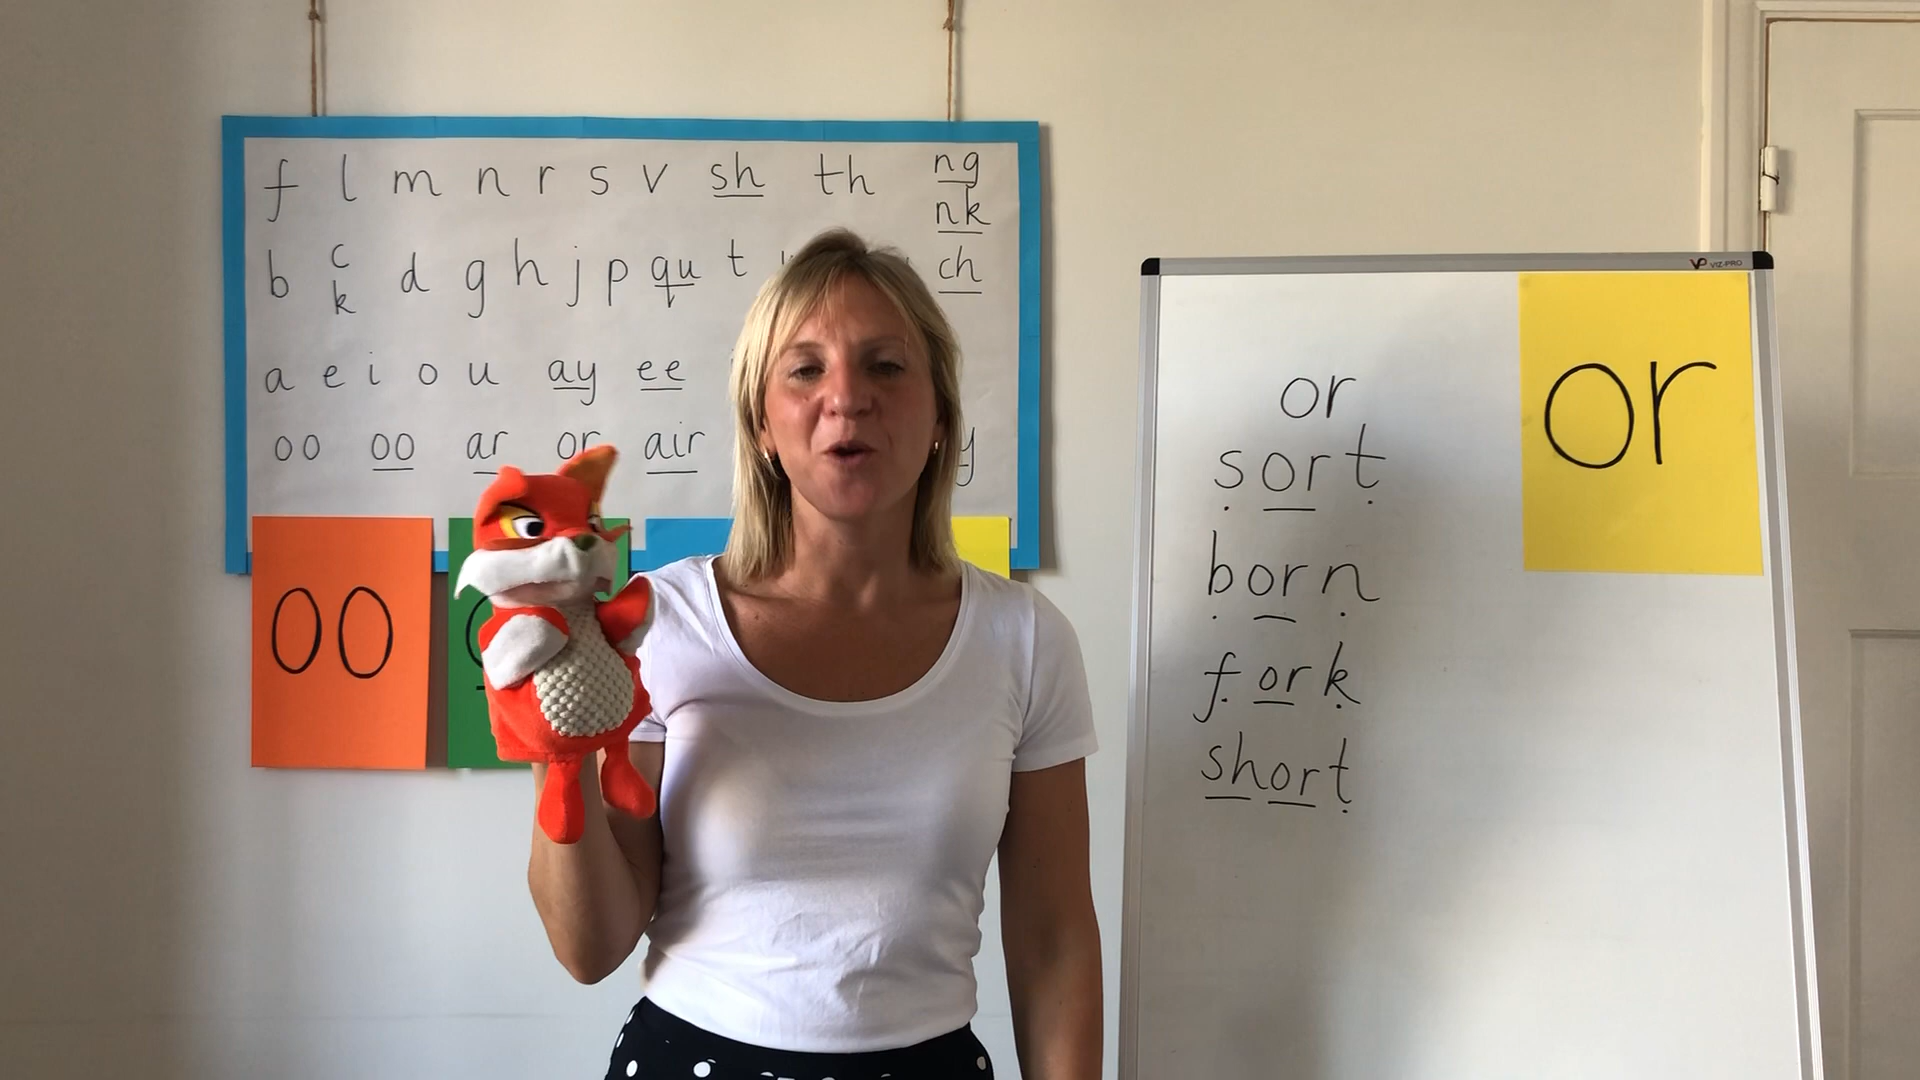 f l m n r s v sh th ng
nk
b c k d g h j p qu t ch
a e i o u ay ee
oo oo ar or air
oo
VIZ-PRO
or
or
sort
born
fork
short